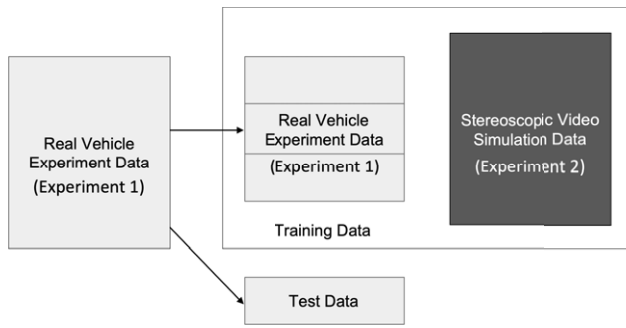 Real Vehicle
Experiment Data
(Experiment 1)
Real Vehicle
Experiment Data
(Experiment 1)
Stereoscopic Video
Simulation Data
(Experiment 2)
Training Data
Test Data